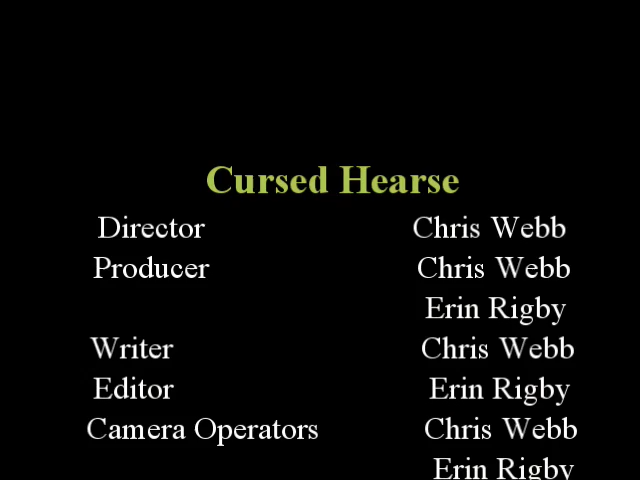 Cursed Hearse
Director Chris Webb
Producer Chris Webb
Erin Rigby
Writer Chris Webb
Editor Erin Rigby
Camera Operators Chris Webb
Erin Rigby